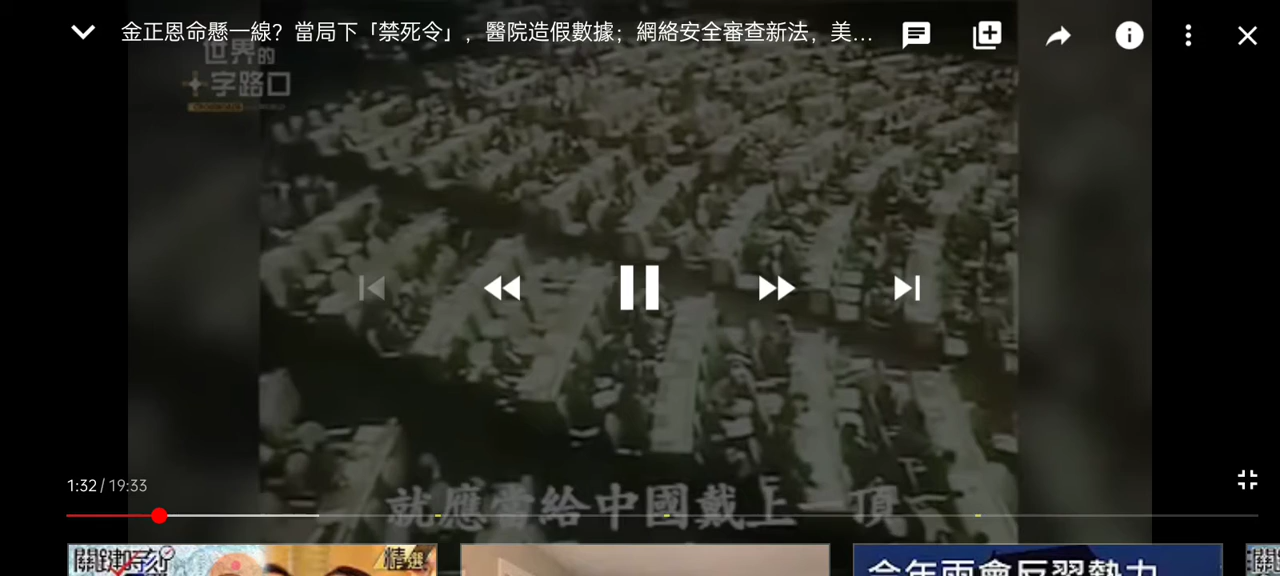 金正恩命懸一線？當局下「禁死令」，醫院造假數據；網絡安全審查新法，美...
世界的
十字路口
CROSSROADS
就應當給中國戴上一頂
1:32 / 19:33
關鍵時刻
精選
今年兩會反習勢力